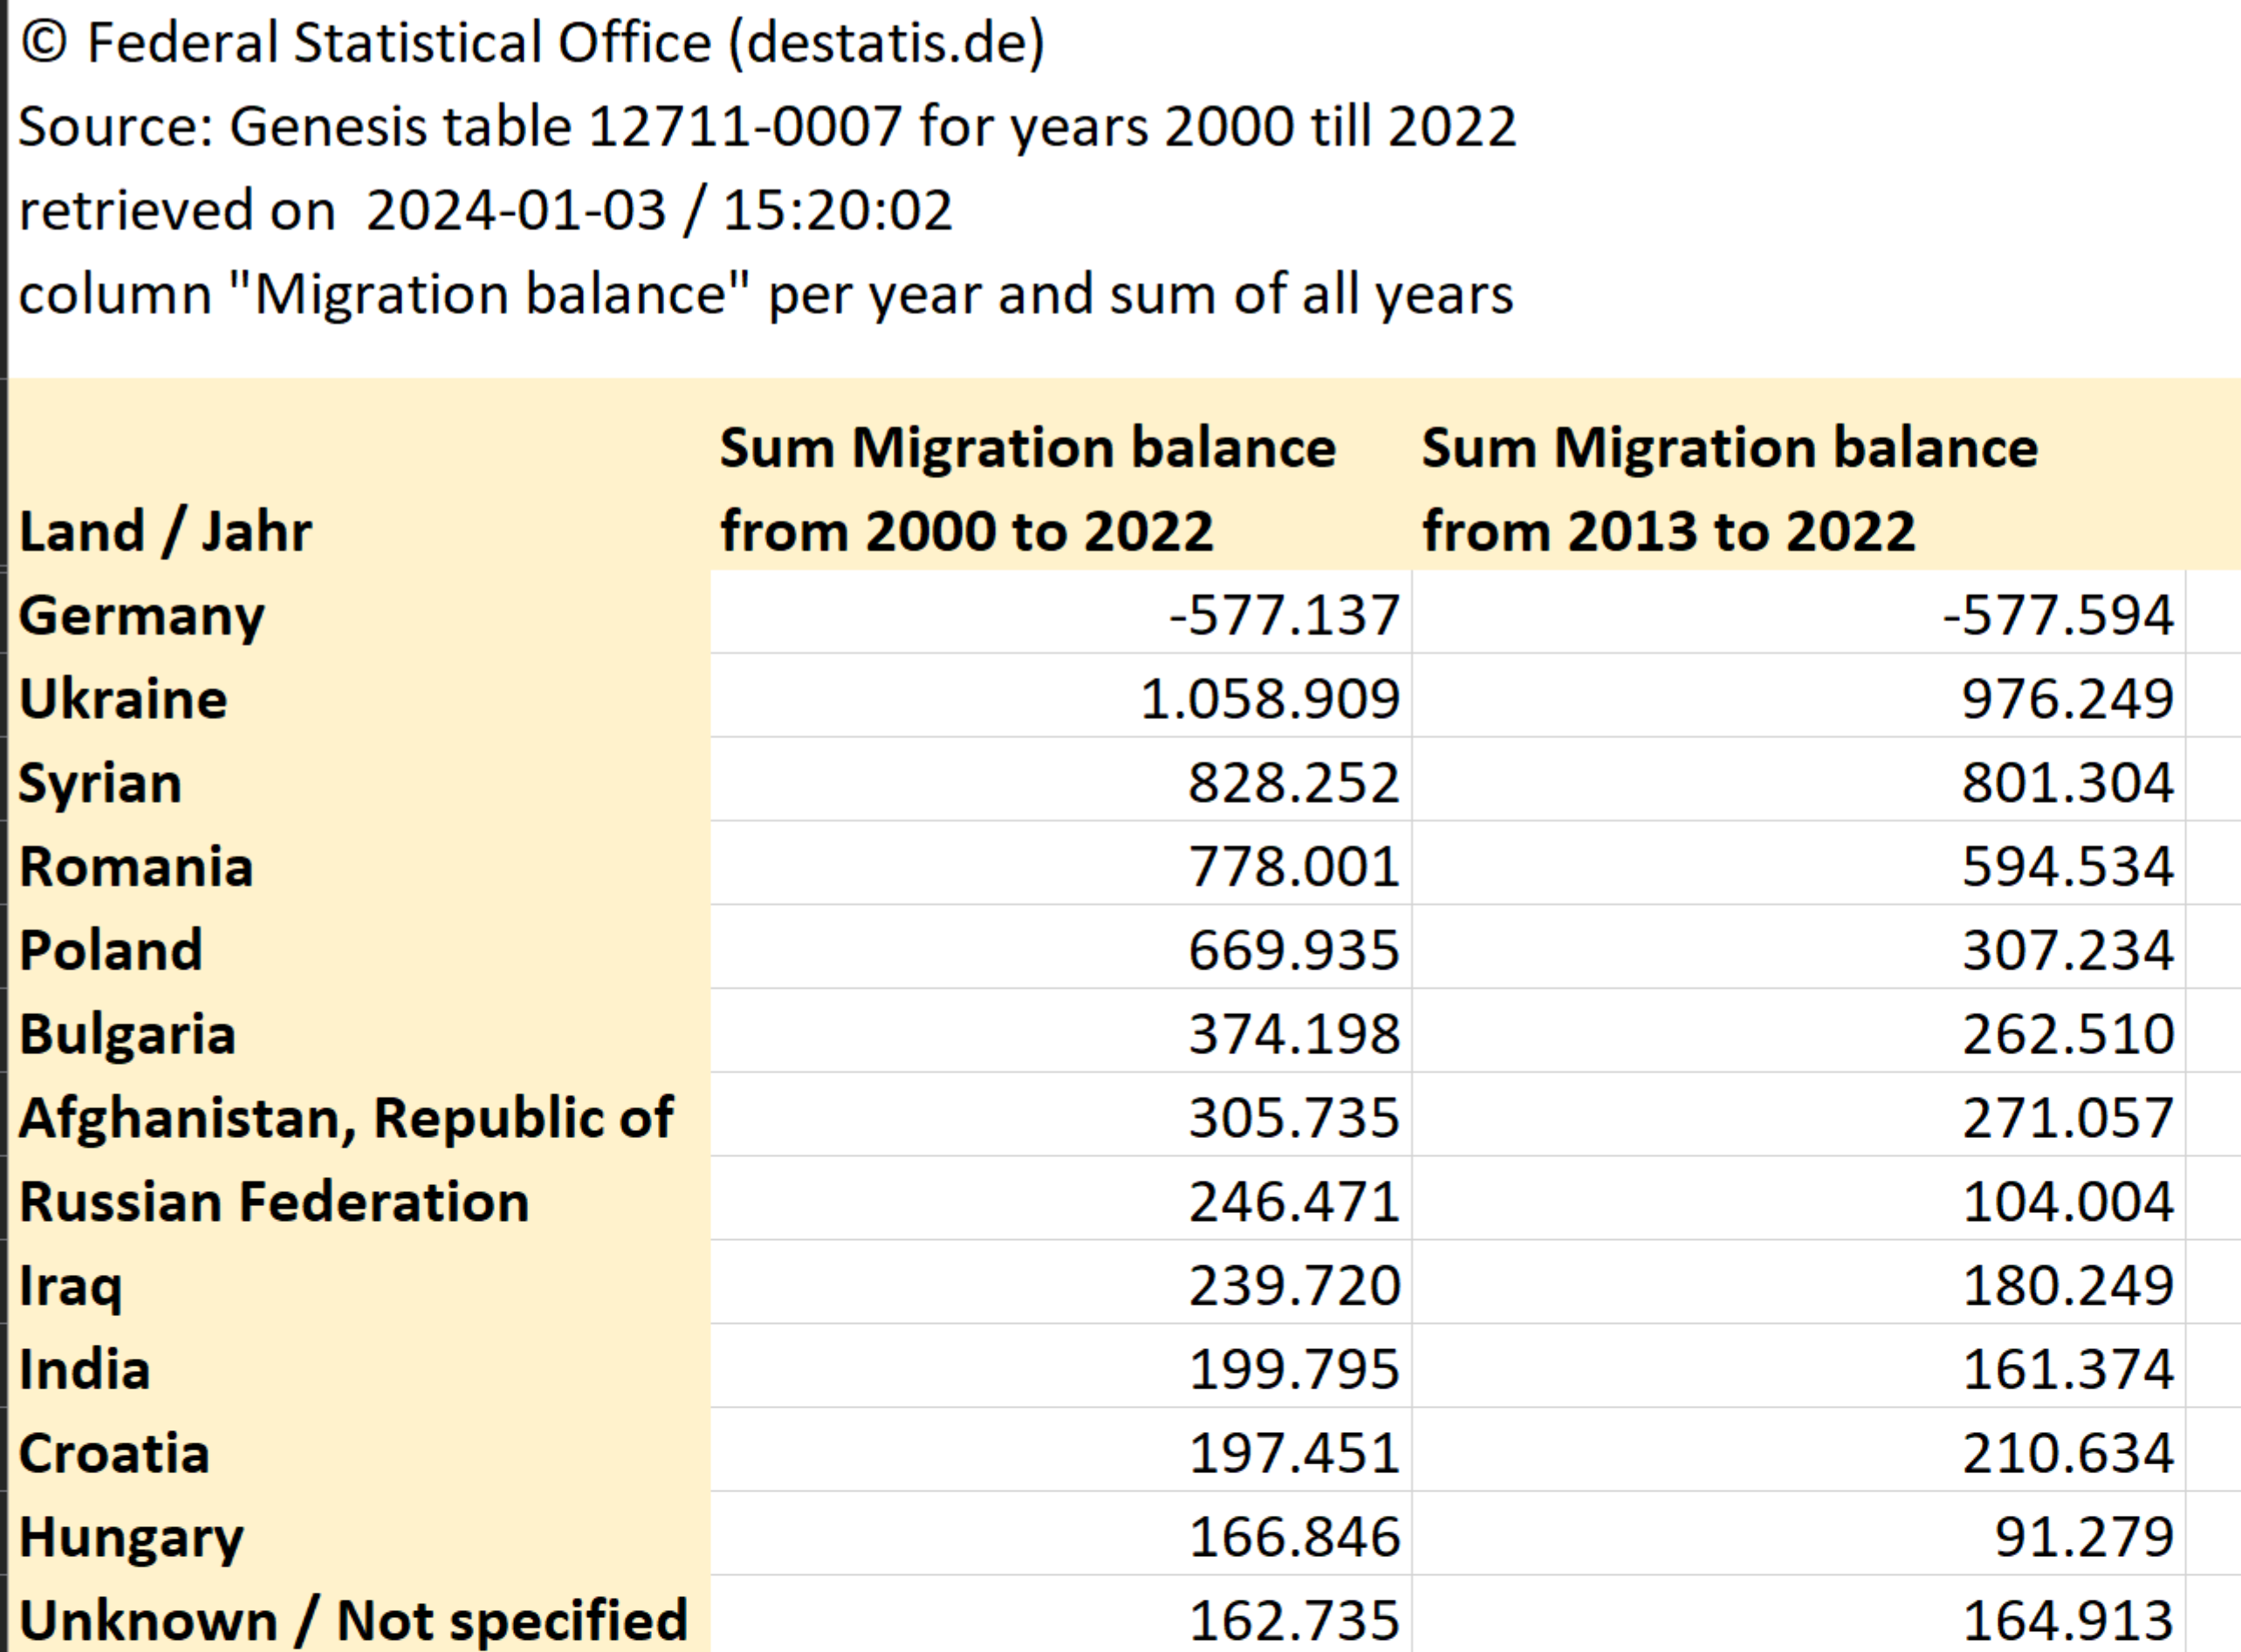 © Federal Statistical Office (destatis.de)
Source: Genesis table 12711-0007 for years 2000 till 2022
retrieved on  2024-01-03 / 15:20:02
column "Migration balance" per year and sum of all years
Land / Jahr Sum Migration balance from 2000 to 2022 Sum Migration balance from 2013 to 2022
Germany -577.137 -577.594
Ukraine 1.058.909 976.249
Syrian 828.252 801.304
Romania 778.001 594.534
Poland 669.935 307.234
Bulgaria 374.198 262.510
Afghanistan, Republic of 305.735 271.057
Russian Federation 246.471 104.004
Iraq 239.720 180.249
India 199.795 161.374
Croatia 197.451 210.634
Hungary 166.846 91.279
Unknown / Not specified 162.735 164.913